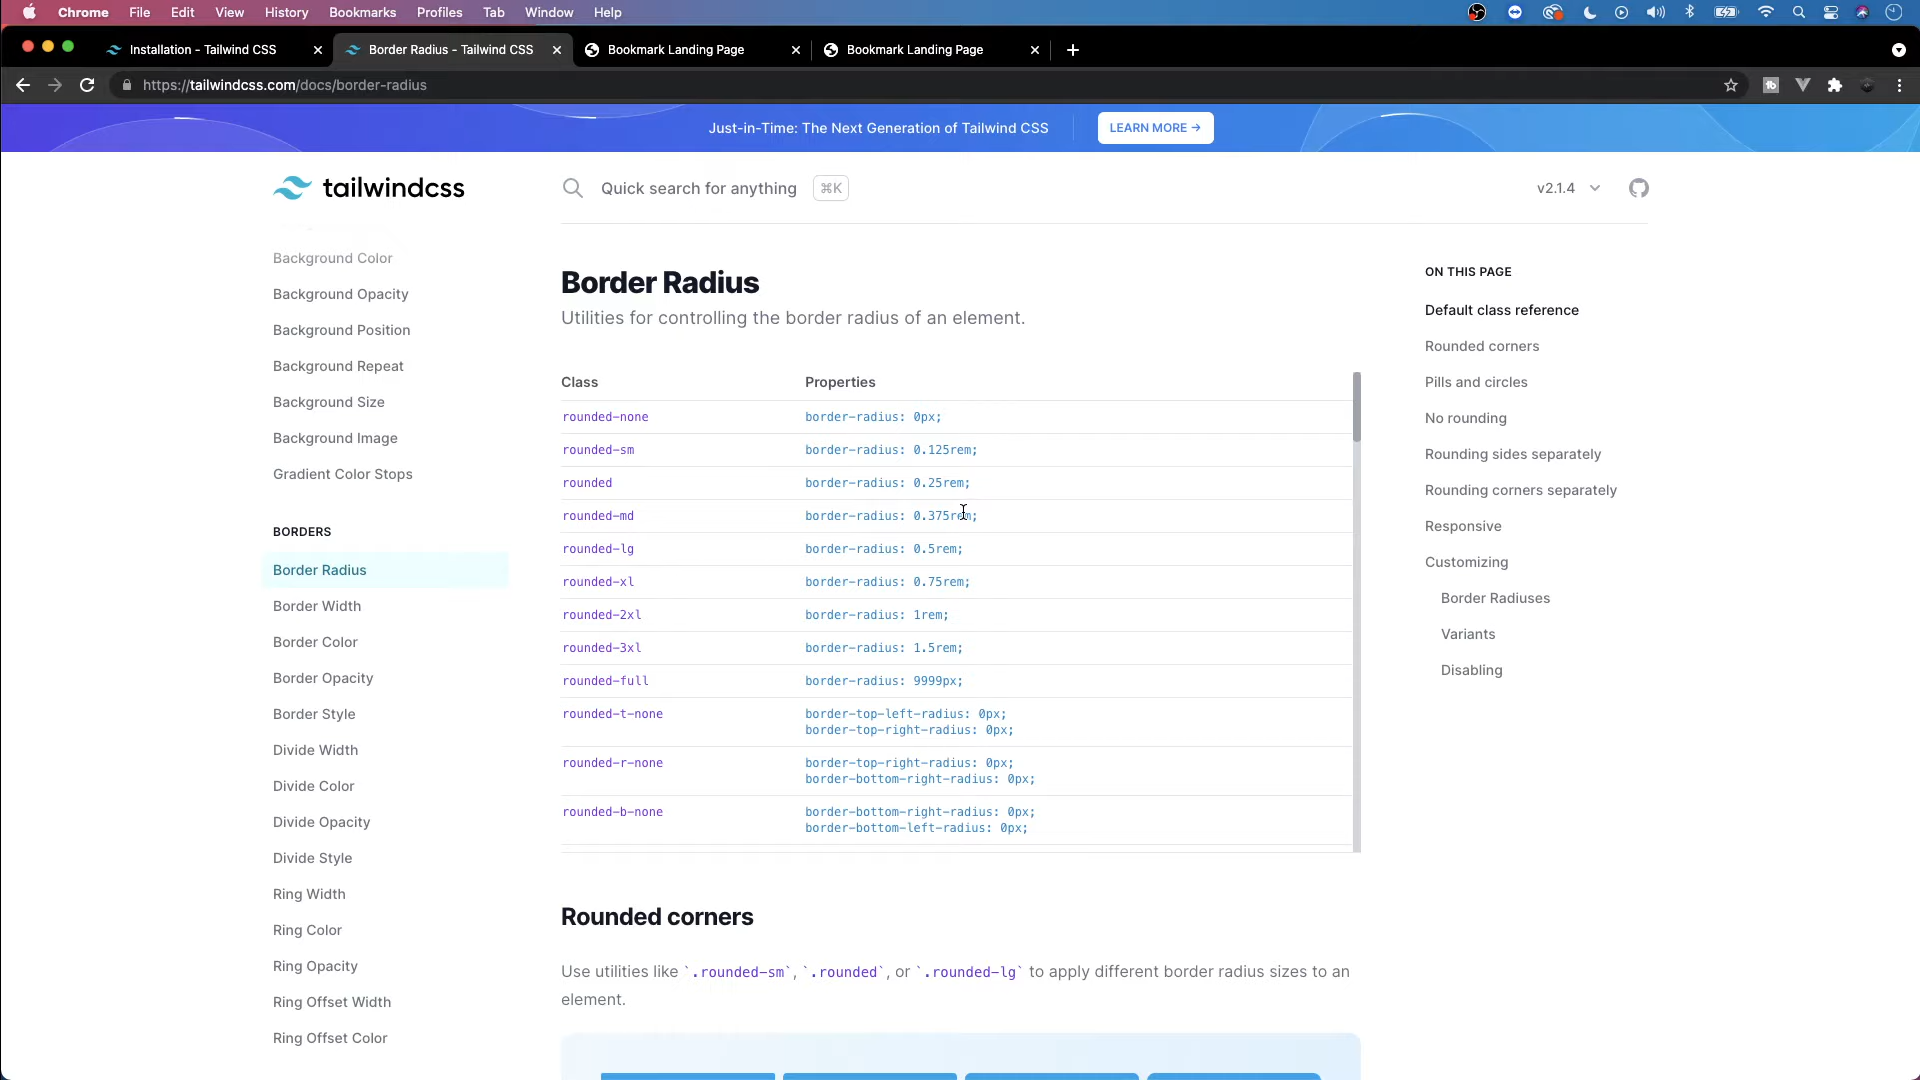 Chrome File Edit View History Bookmarks Profiles Tab Window Help
Installation - Tailwind CSS
Border Radius - Tailwind CSS
Bookmark Landing Page
Bookmark Landing Page
https://tailwindcss.com/docs/border-radius
Just-in-Time: The Next Generation of Tailwind CSS
LEARN MORE →
tailwindcss
Quick search for anything
⌘K
v2.1.4
Background Color
Background Opacity
Background Position
Background Repeat
Background Size
Background Image
Gradient Color Stops
BORDERS
Border Radius
Border Width
Border Color
Border Opacity
Border Style
Divide Width
Divide Color
Divide Opacity
Divide Style
Ring Width
Ring Color
Ring Opacity
Ring Offset Width
Ring Offset Color
Border Radius
Utilities for controlling the border radius of an element.
Class Properties
rounded-none border-radius: 0px;
rounded-sm border-radius: 0.125rem;
rounded border-radius: 0.25rem;
rounded-md border-radius: 0.375rem;
rounded-lg border-radius: 0.5rem;
rounded-xl border-radius: 0.75rem;
rounded-2xl border-radius: 1rem;
rounded-3xl border-radius: 1.5rem;
rounded-full border-radius: 9999px;
rounded-t-none border-top-left-radius: 0px;
border-top-right-radius: 0px;
rounded-r-none border-top-right-radius: 0px;
border-bottom-right-radius: 0px;
rounded-b-none border-bottom-right-radius: 0px;
border-bottom-left-radius: 0px;
Rounded corners
Use utilities like `.rounded-sm`, `.rounded`, or `.rounded-lg` to apply different border radius sizes to an
element.
ON THIS PAGE
Default class reference
Rounded corners
Pills and circles
No rounding
Rounding sides separately
Rounding corners separately
Responsive
Customizing
Border Radiuses
Variants
Disabling